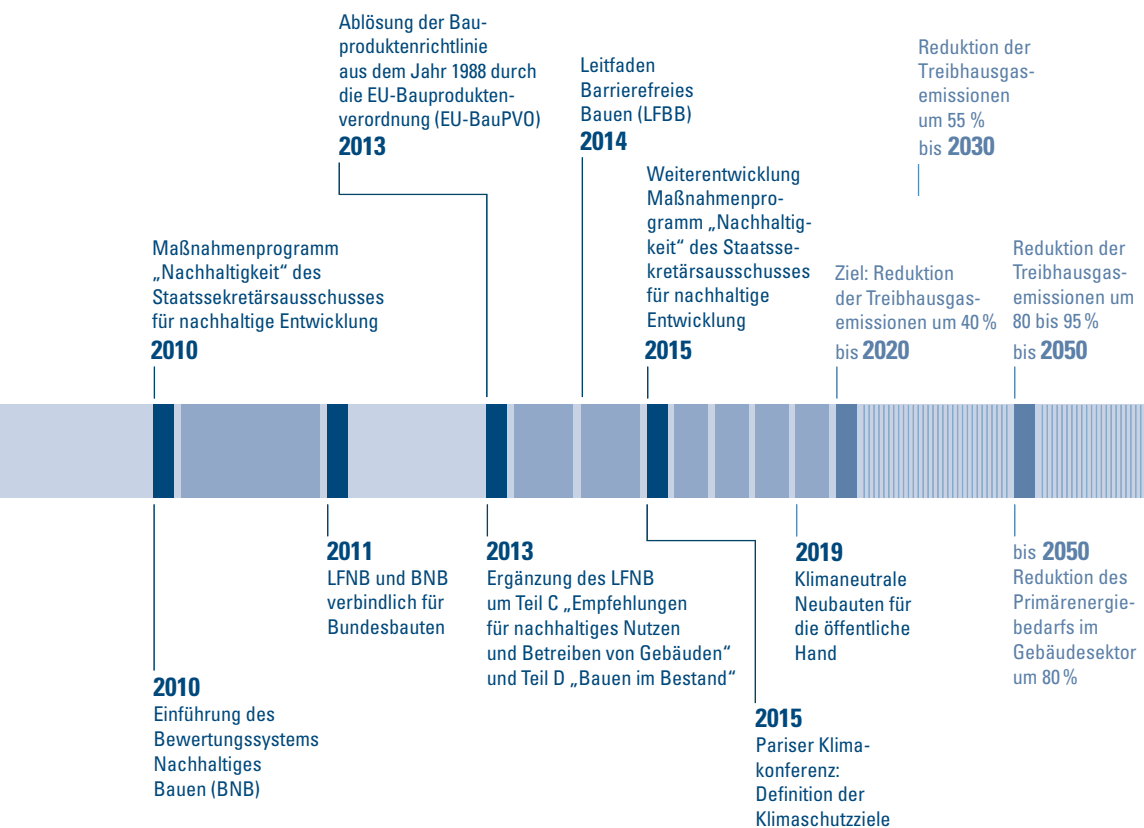 Ablösung der Bau-
produktenrichtlinie
aus dem Jahr 1988 durch
die EU-Bauprodukten-
verordnung (EU-BauPVO)
2013
Leitfaden
Barrierefreies
Bauen (LFBB)
2014
Reduktion der
Treibhausgas-
emissionen
um 55 %
bis 2030
Maßnahmenprogramm
„Nachhaltigkeit“ des
Staatssekretärsausschusses
für nachhaltige Entwicklung
2010
Weiterentwicklung
Maßnahmenpro-
gramm „Nachhaltig-
keit“ des Staatsse-
kretärsausschusses
für nachhaltige
Entwicklung
2015
Ziel: Reduktion
der Treibhausgas-
emissionen um 40 %
bis 2020
Reduktion der
Treibhausgas-
emissionen um
80 bis 95 %
bis 2050
2010
Einführung des
Bewertungssystems
Nachhaltiges
Bauen (BNB)
2011
LFNB und BNB
verbindlich für
Bundesbauten
2013
Ergänzung des LFNB
um Teil C „Empfehlungen
für nachhaltiges Nutzen
und Betreiben von Gebäuden“
und Teil D „Bauen im Bestand“
2015
Pariser Klima-
konferenz:
Definition der
Klimaschutzziele
2019
Klimaneutrale
Neubauten für
die öffentliche
Hand
bis 2050
Reduktion des
Primärenergie-
bedarfs im
Gebäudesektor
um 80 %